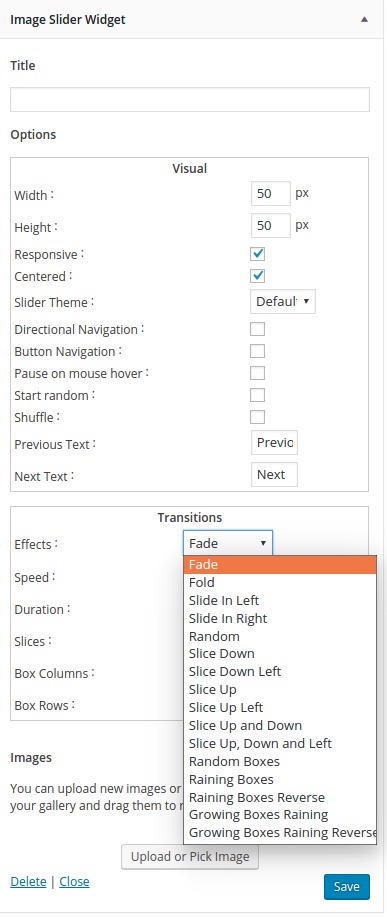 Image Slider Widget
Title
Options
Visual
Width : 50 px
Height : 50 px
Responsive :
Centered :
Slider Theme : Defaul
Directional Navigation :
Button Navigation :
Pause on mouse hover :
Start random :
Shuffle :
Previous Text : Previo
Next Text : Next
Transitions
Effects : Fade
Fade
Speed :
Fold
Slide In Left
Duration :
Slide In Right
Random
Slices :
Slice Down
Box Columns :
Slice Down Left
Slice Up
Box Rows :
Slice Up Left
Slice Up and Down
Slice Up, Down and Left
Images
Random Boxes
Raining Boxes
You can upload new images or
Raining Boxes Reverse
your gallery and drag them to r
Growing Boxes Raining
Growing Boxes Raining Reverse
Upload or Pick Image
Delete | Close
Save